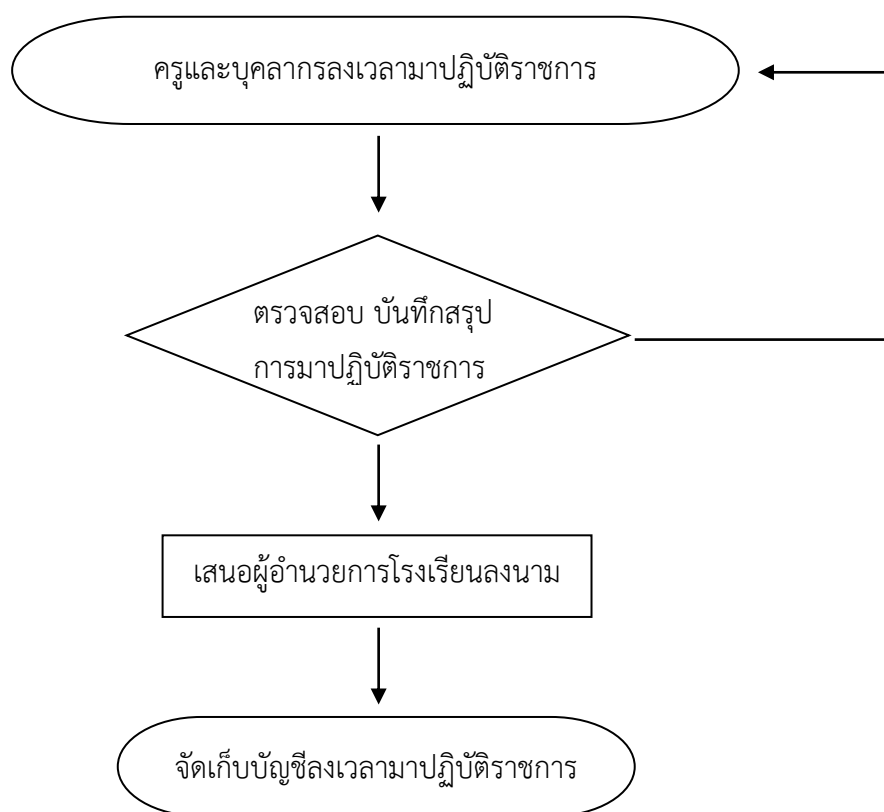 ครูและบุคลากรลงเวลามาปฏิบัติราชการ
ตรวจสอบ บันทึกสรุป
การมาปฏิบัติราชการ
เสนอผู้อำนวยการโรงเรียนลงนาม
จัดเก็บบัญชีลงเวลามาปฏิบัติราชการ